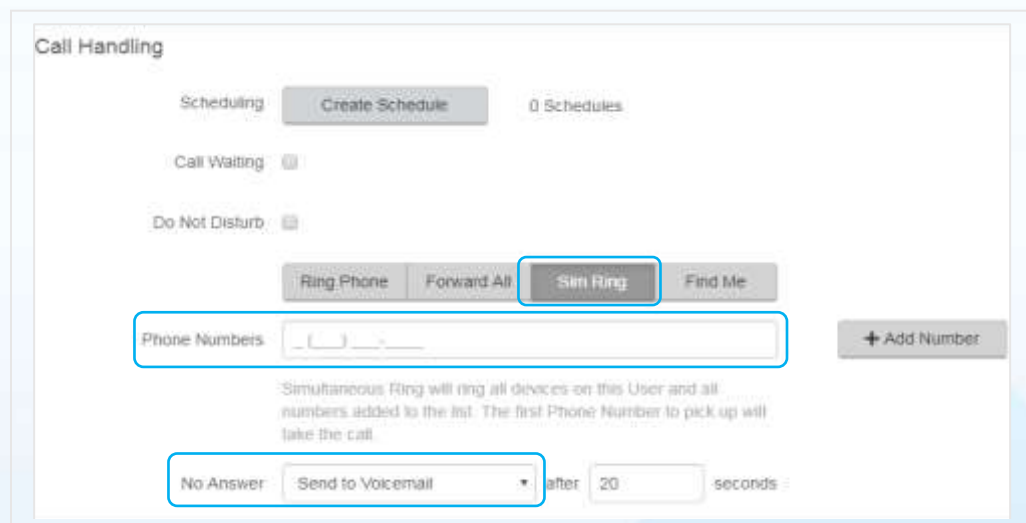 Call Handling
Scheduling Create Schedule 0 Schedules
Call Waiting
Do Not Disturb
Ring Phone Forward All Sim Ring Find Me
Phone Numbers _ (___) ___-____ + Add Number
Simultaneous Ring will ring all devices on this User and all
numbers added to the list. The first Phone Number to pick up will
take the call.
No Answer Send to Voicemail after 20 seconds